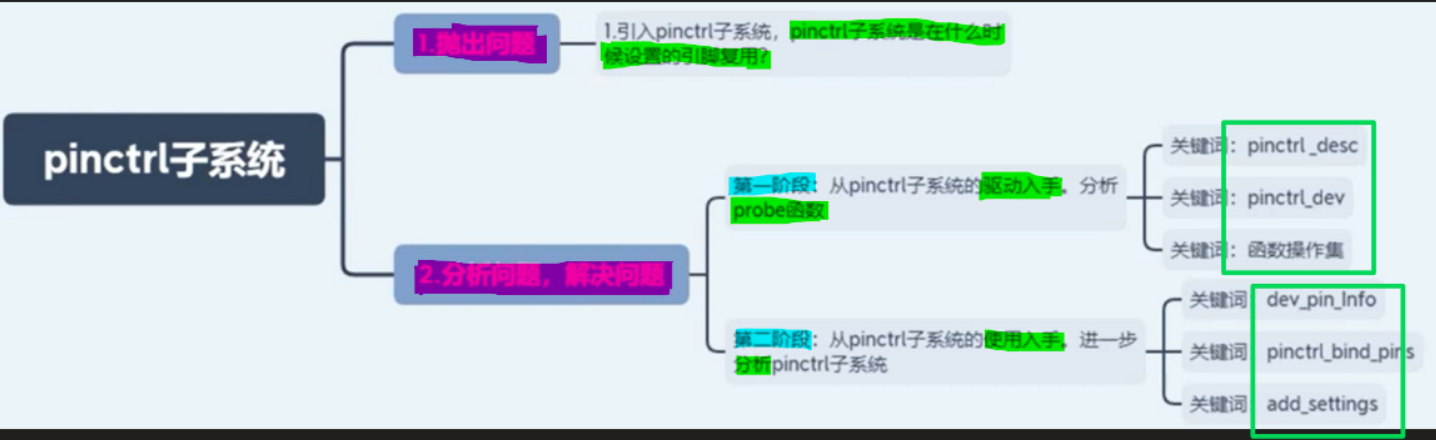 pinctrl子系统
1.抛出问题
1.引入pinctrl子系统，pinctrl子系统是在什么时
候设置的引脚复用？
2.分析问题，解决问题
第一阶段：从pinctrl子系统的驱动入手。分析
probe函数
关键词：pinctrl_desc
关键词：pinctrl_dev
关键词：函数操作集
第二阶段：从pinctrl子系统的使用入手。进一步
分析pinctrl子系统
关键词 dev_pin_Info
关键词 pinctrl_bind_pins
关键词 add_settings